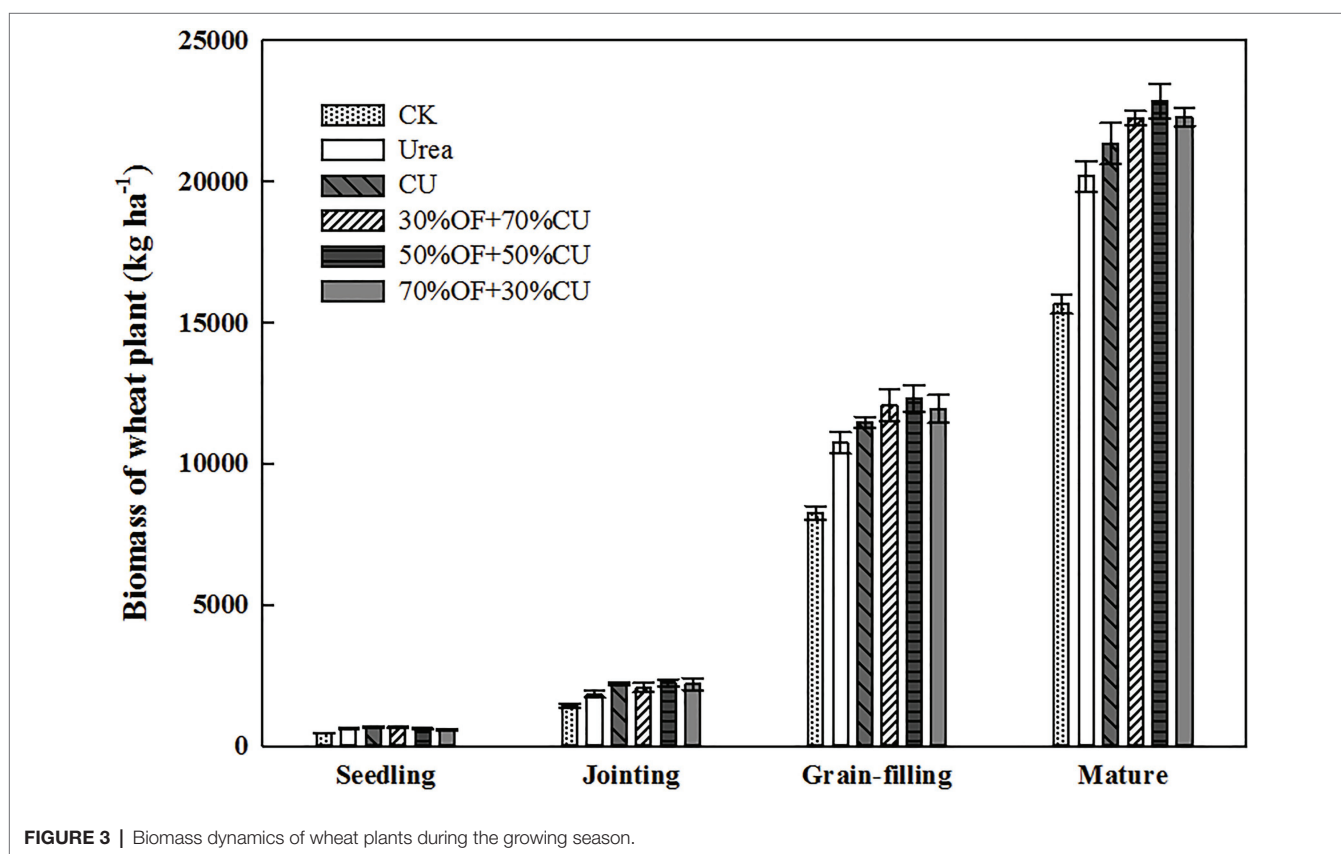 25000
20000
15000
10000
5000
0
Biomass of wheat plant (kg ha⁻¹)
CK
Urea
CU
30%OF+70%CU
50%OF+50%CU
70%OF+30%CU
Seedling
Jointing
Grain-filling
Mature
FIGURE 3 | Biomass dynamics of wheat plants during the growing season.